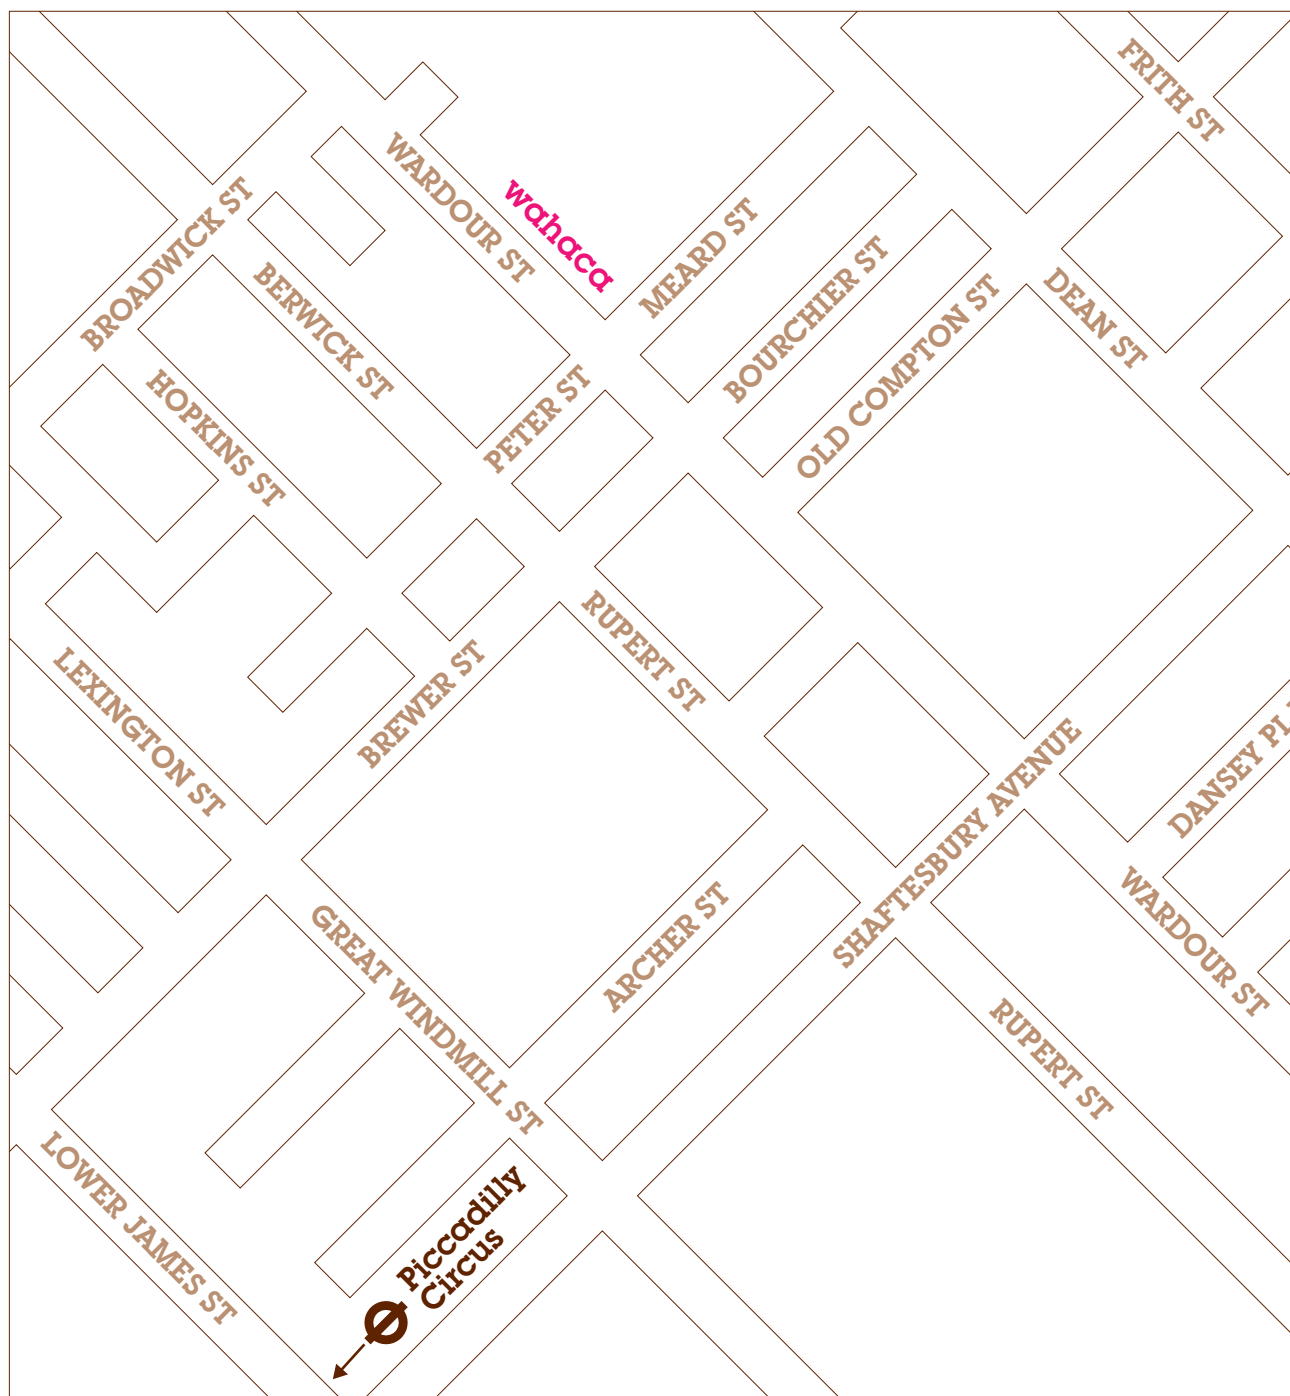 FRITH ST
WARDOUR ST
wahaca
BROADWICK ST
MEARD ST
BERWICK ST
BOURCHIER ST
DEAN ST
OLD COMPTON ST
HOPKINS ST
PETER ST
RUPERT ST
LEXINGTON ST
BREWER ST
DANSEY PL
SHAFTESBURY AVENUE
WARDOUR ST
ARCHER ST
GREAT WINDMILL ST
RUPERT ST
LOWER JAMES ST
Piccadilly
Circus